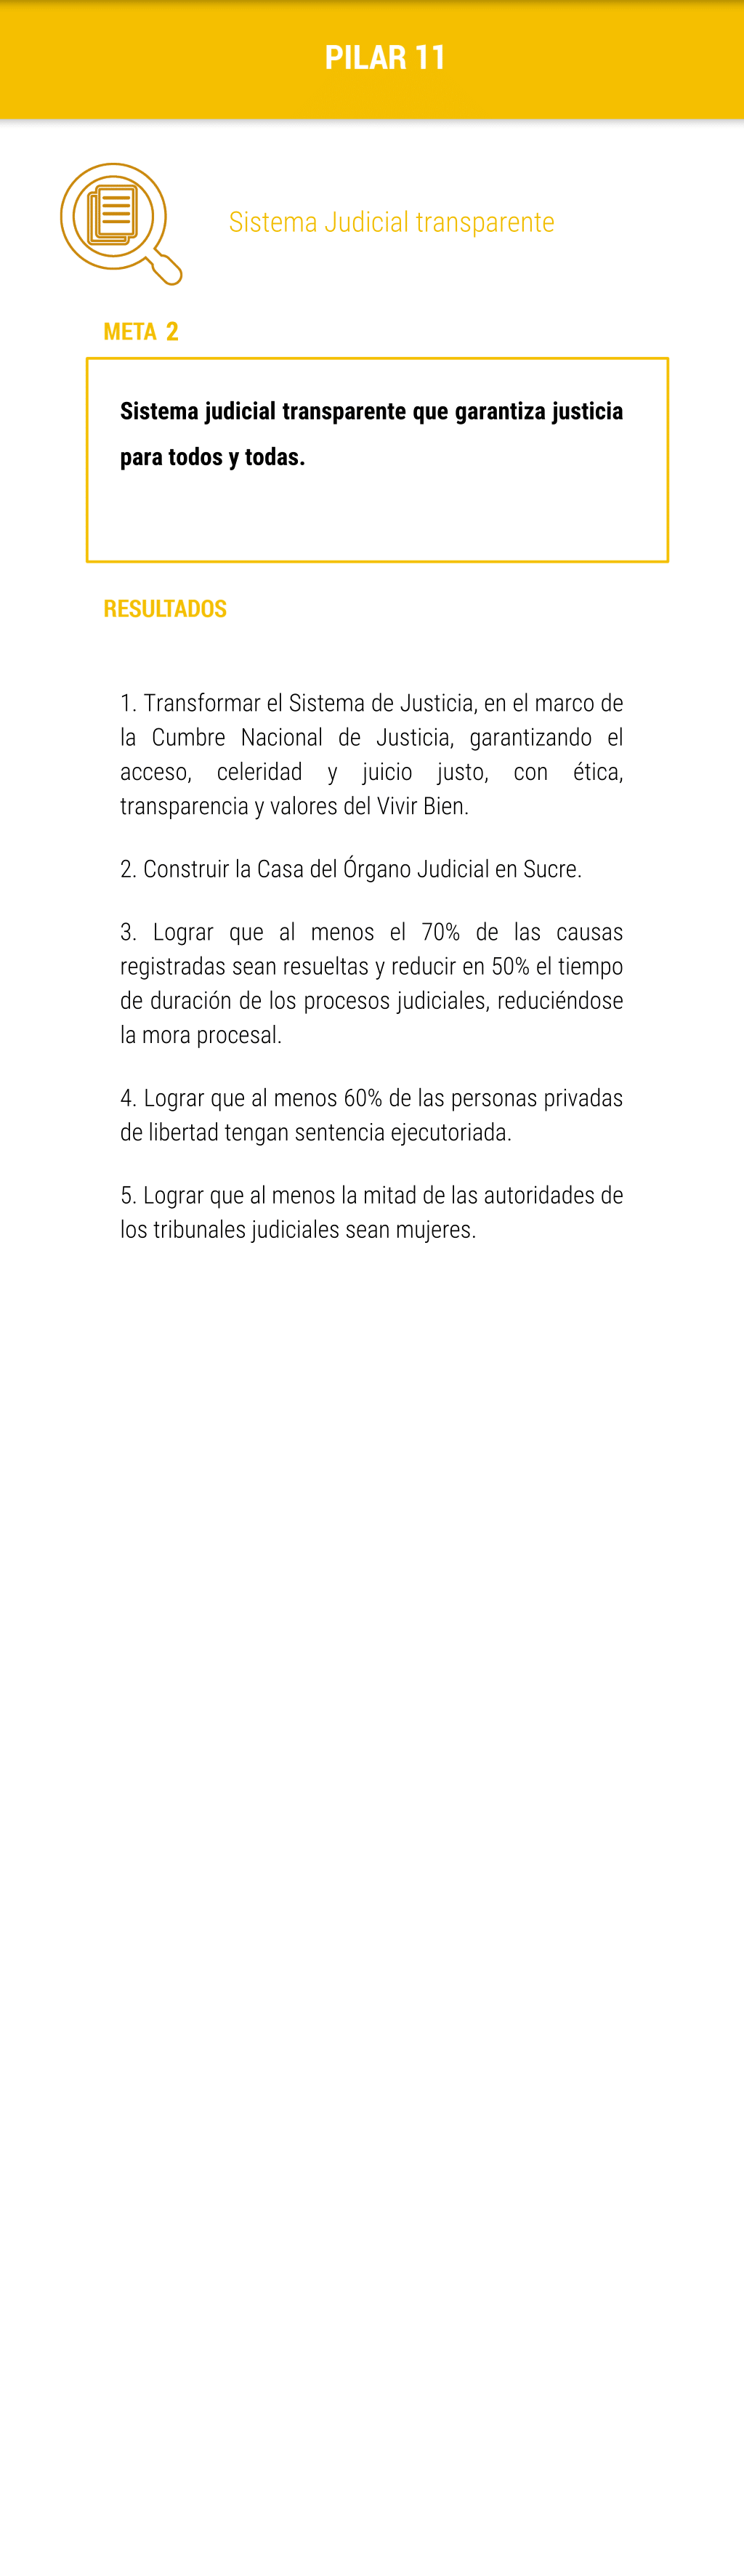 PILAR 11
Sistema Judicial transparente
META 2
Sistema judicial transparente que garantiza justicia
para todos y todas.
RESULTADOS
1. Transformar el Sistema de Justicia, en el marco de
la Cumbre Nacional de Justicia, garantizando el
acceso, celeridad y juicio justo, con ética,
transparencia y valores del Vivir Bien.
2. Construir la Casa del Órgano Judicial en Sucre.
3. Lograr que al menos el 70% de las causas
registradas sean resueltas y reducir en 50% el tiempo
de duración de los procesos judiciales, reduciéndose
la mora procesal.
4. Lograr que al menos 60% de las personas privadas
de libertad tengan sentencia ejecutoriada.
5. Lograr que al menos la mitad de las autoridades de
los tribunales judiciales sean mujeres.